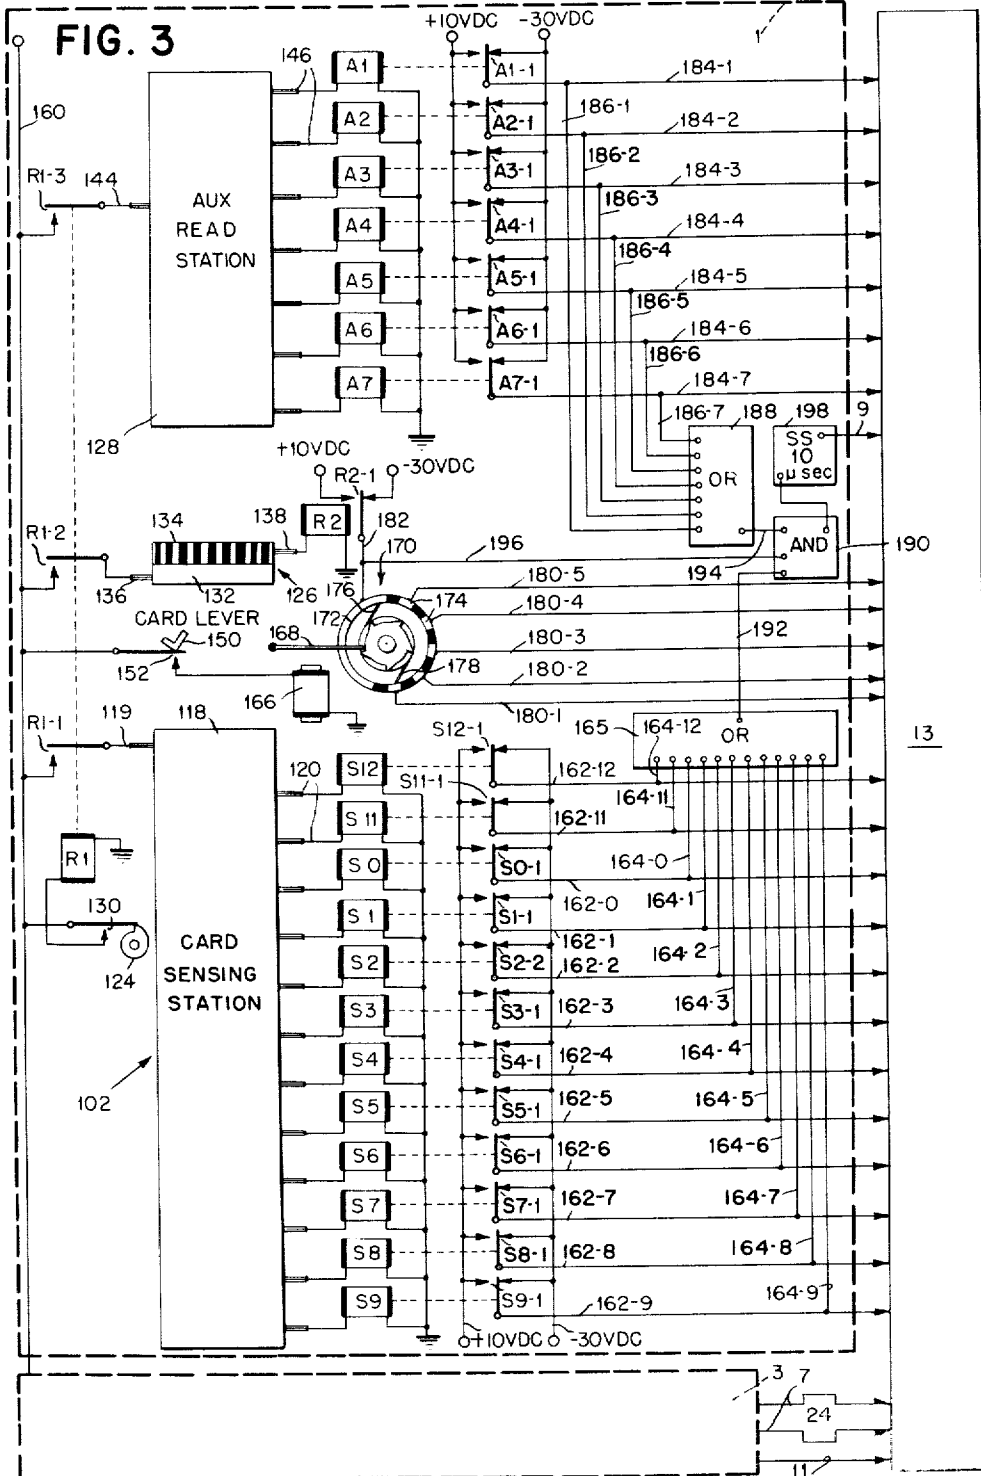 FIG. 3
+10VDC -30VDC
1
160
146
A1
A1-1
184-1
186-1
A2
A2-1
184-2
186-2
R1-3
144
AUX
READ
STATION
A3
A3-1
184-3
186-3
A4
A4-1
184-4
186-4
A5
A5-1
184-5
186-5
A6
A6-1
184-6
186-6
A7
A7-1
184-7
186-7
188
198
9
128
+10VDC
-30VDC
R2-1
OR
SS
10
µsec
R1-2
134
138
R2
182
170
196
194
AND
190
136
132
126
176
172
174
180-5
180-4
CARD LEVER
150
152
168
178
180-3
180-2
180-1
192
166
R1-1
119
118
S12-1
165
164-12
OR
13
120
S12
S11-1
162-12
164-11
S11
162-11
R1
S0
S0-1
162-0
164-0
164-1
130
124
CARD
SENSING
STATION
S1
S1-1
162-1
164-2
S2
S2-2
162-2
164-3
S3
S3-1
162-3
164-4
S4
S4-1
162-4
102
S5
S5-1
162-5
164-5
S6
S6-1
162-6
164-6
S7
S7-1
162-7
164-7
S8
S8-1
162-8
164-8
S9
S9-1
162-9
164-9
+10VDC -30VDC
3
7
24
11